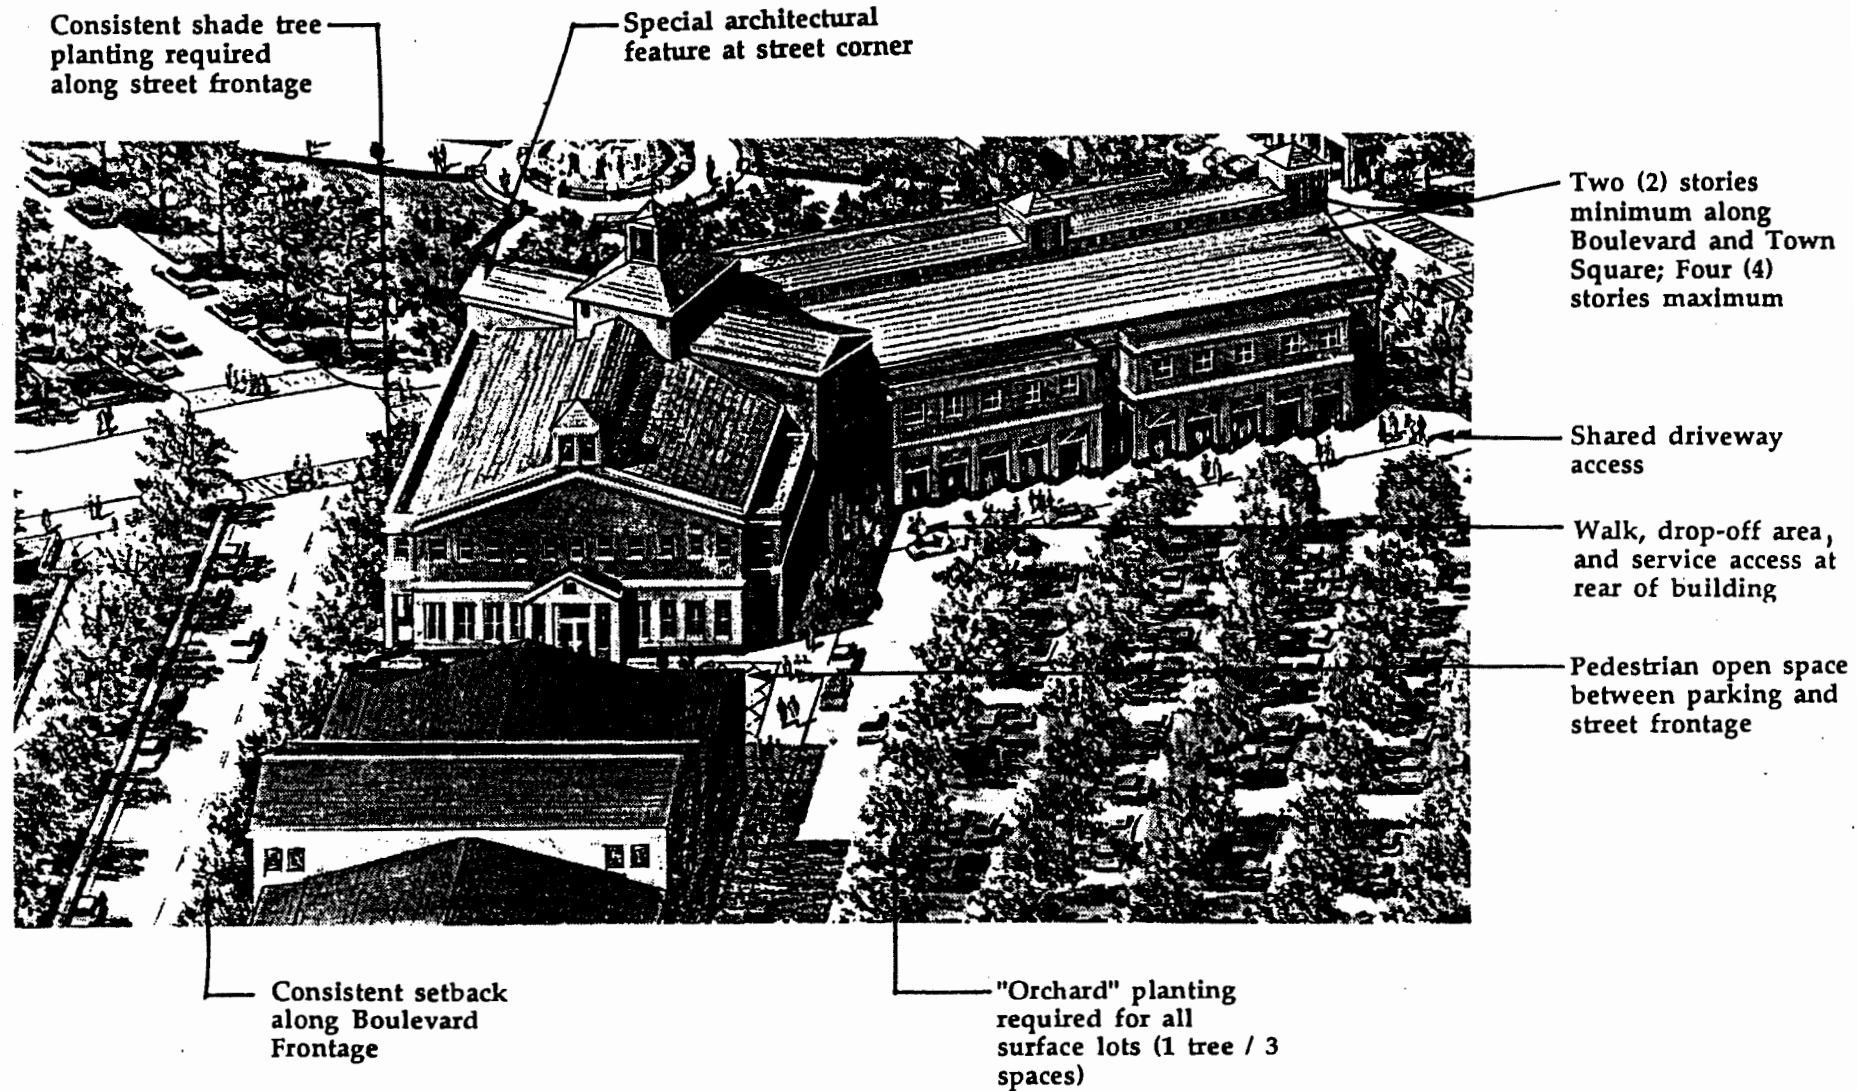 Consistent shade tree
planting required
along street frontage
Special architectural
feature at street corner
Two (2) stories
minimum along
Boulevard and Town
Square; Four (4)
stories maximum
Shared driveway
access
Walk, drop-off area,
and service access at
rear of building
Pedestrian open space
between parking and
street frontage
Consistent setback
along Boulevard
Frontage
"Orchard" planting
required for all
surface lots (1 tree / 3
spaces)